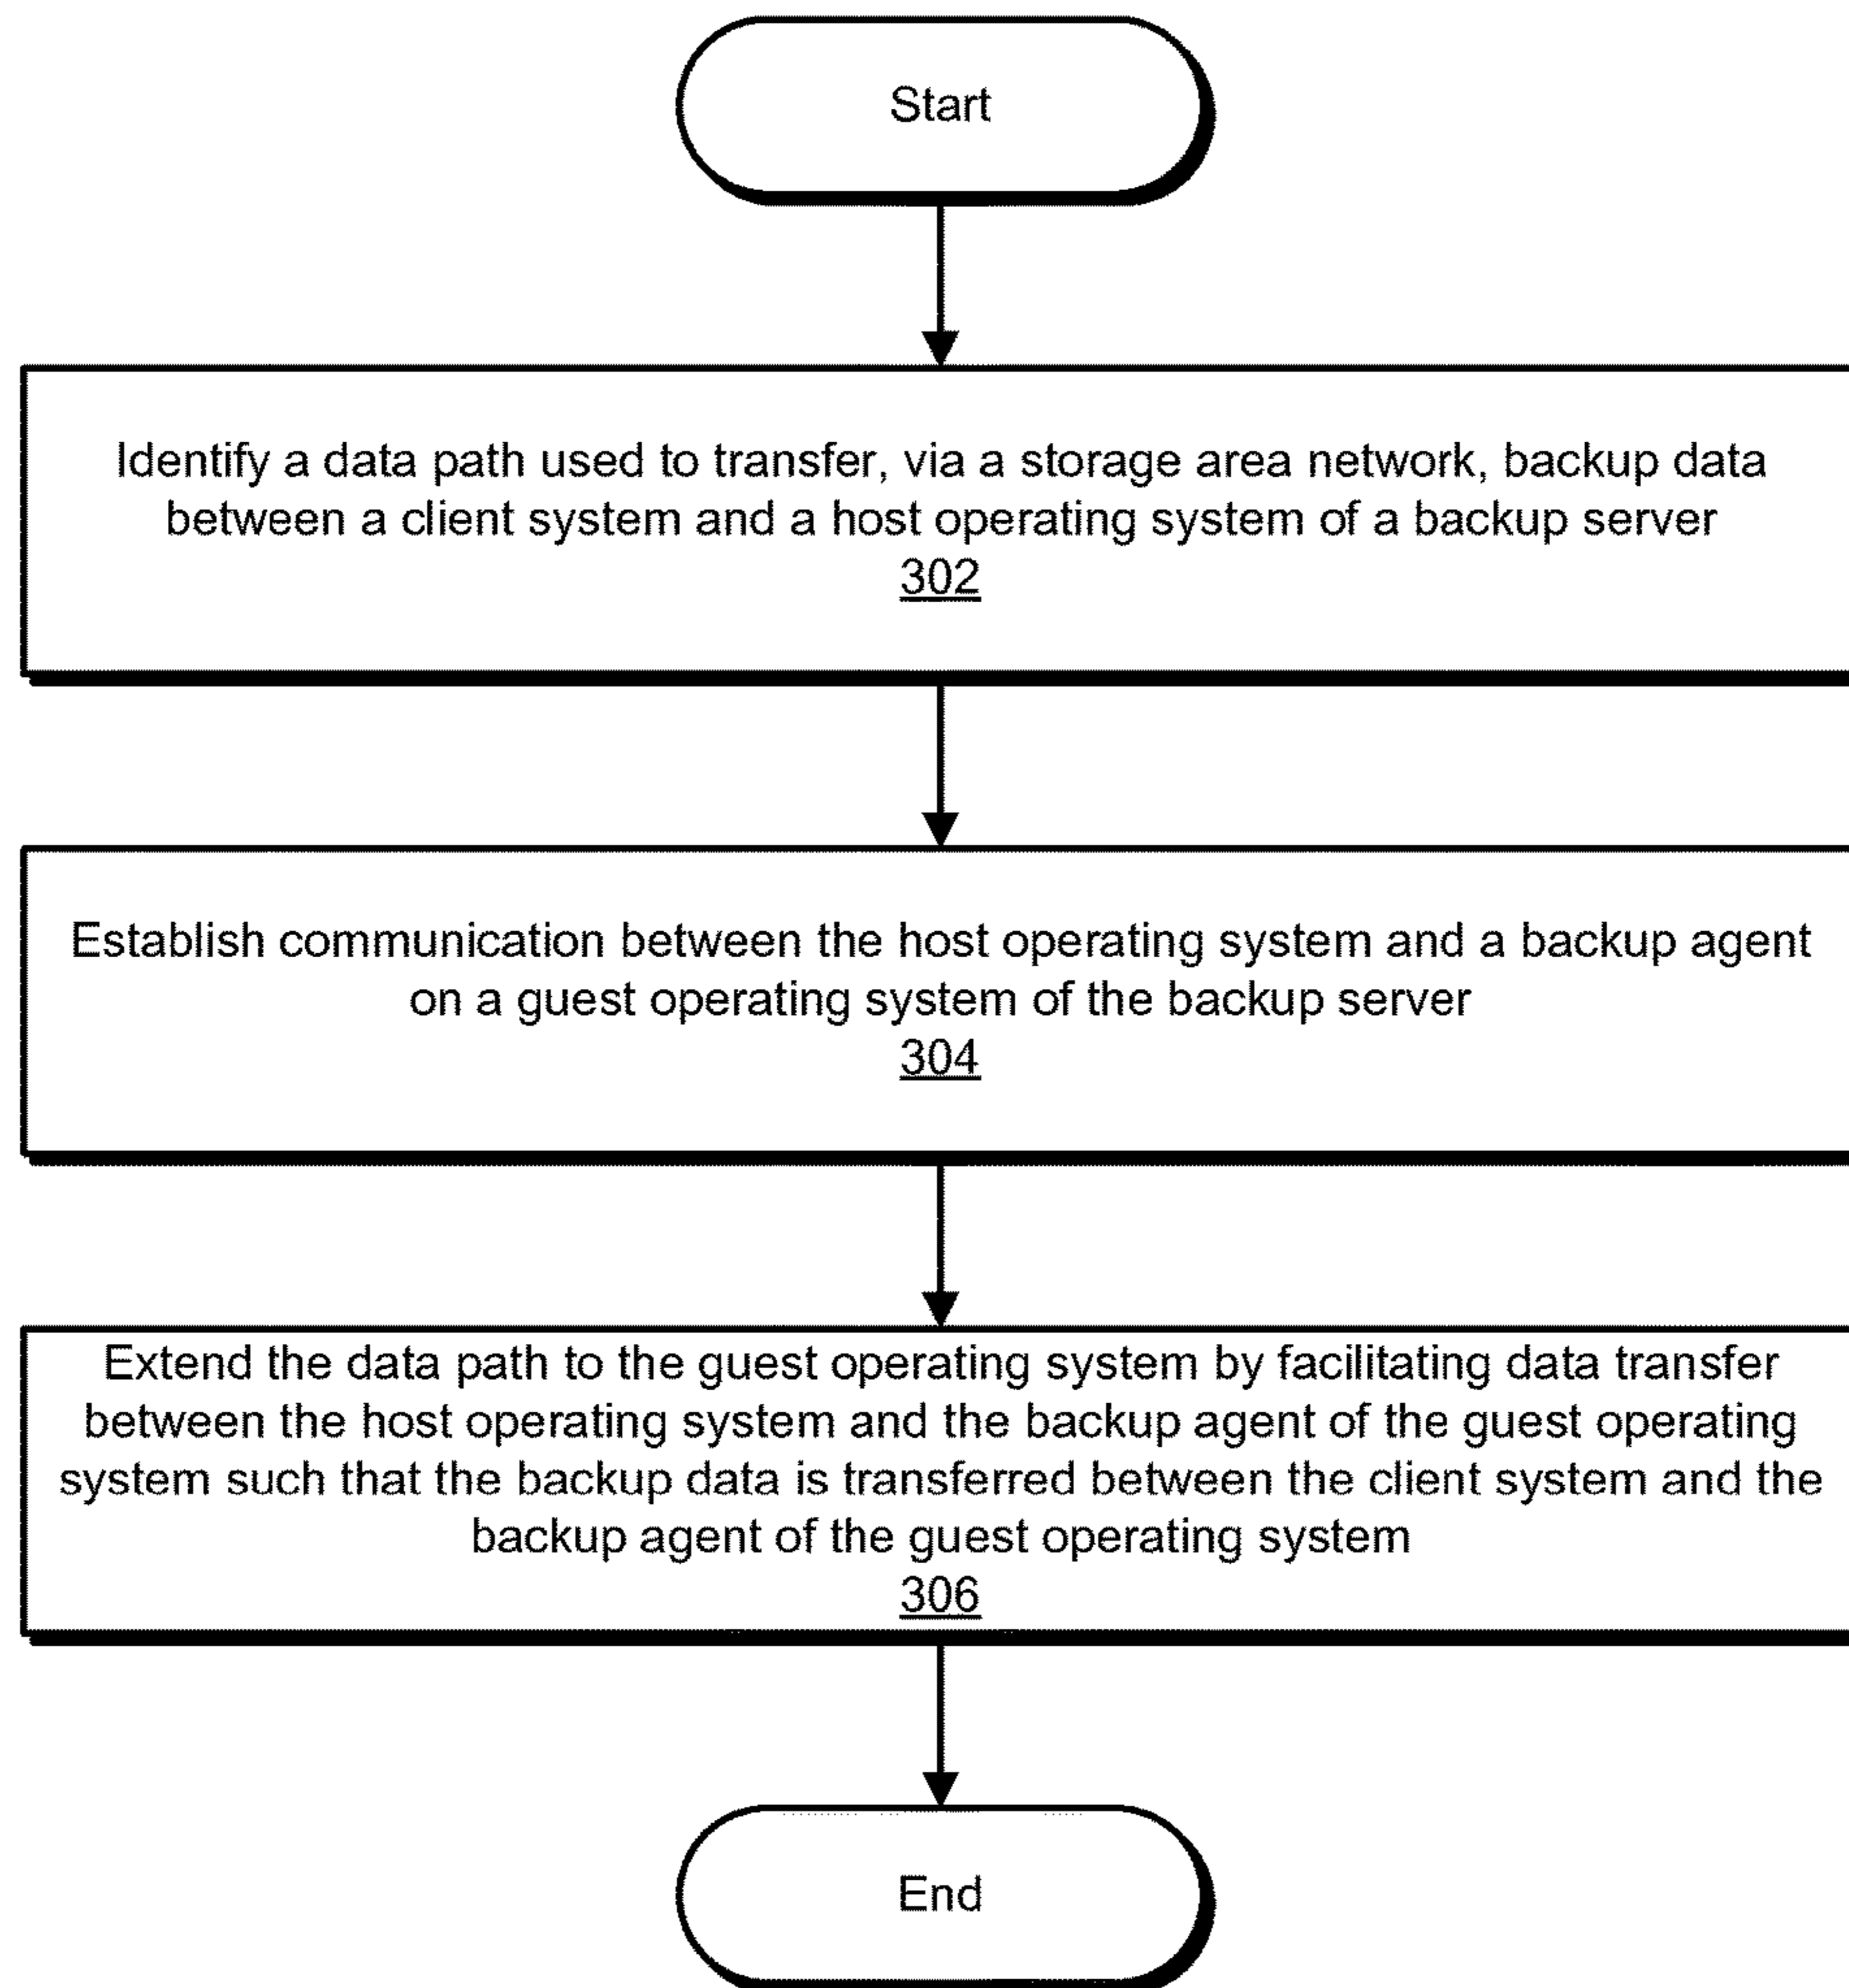 Start
Identify a data path used to transfer, via a storage area network, backup data
between a client system and a host operating system of a backup server
302
Establish communication between the host operating system and a backup agent
on a guest operating system of the backup server
304
Extend the data path to the guest operating system by facilitating data transfer
between the host operating system and the backup agent of the guest operating
system such that the backup data is transferred between the client system and the
backup agent of the guest operating system
306
End